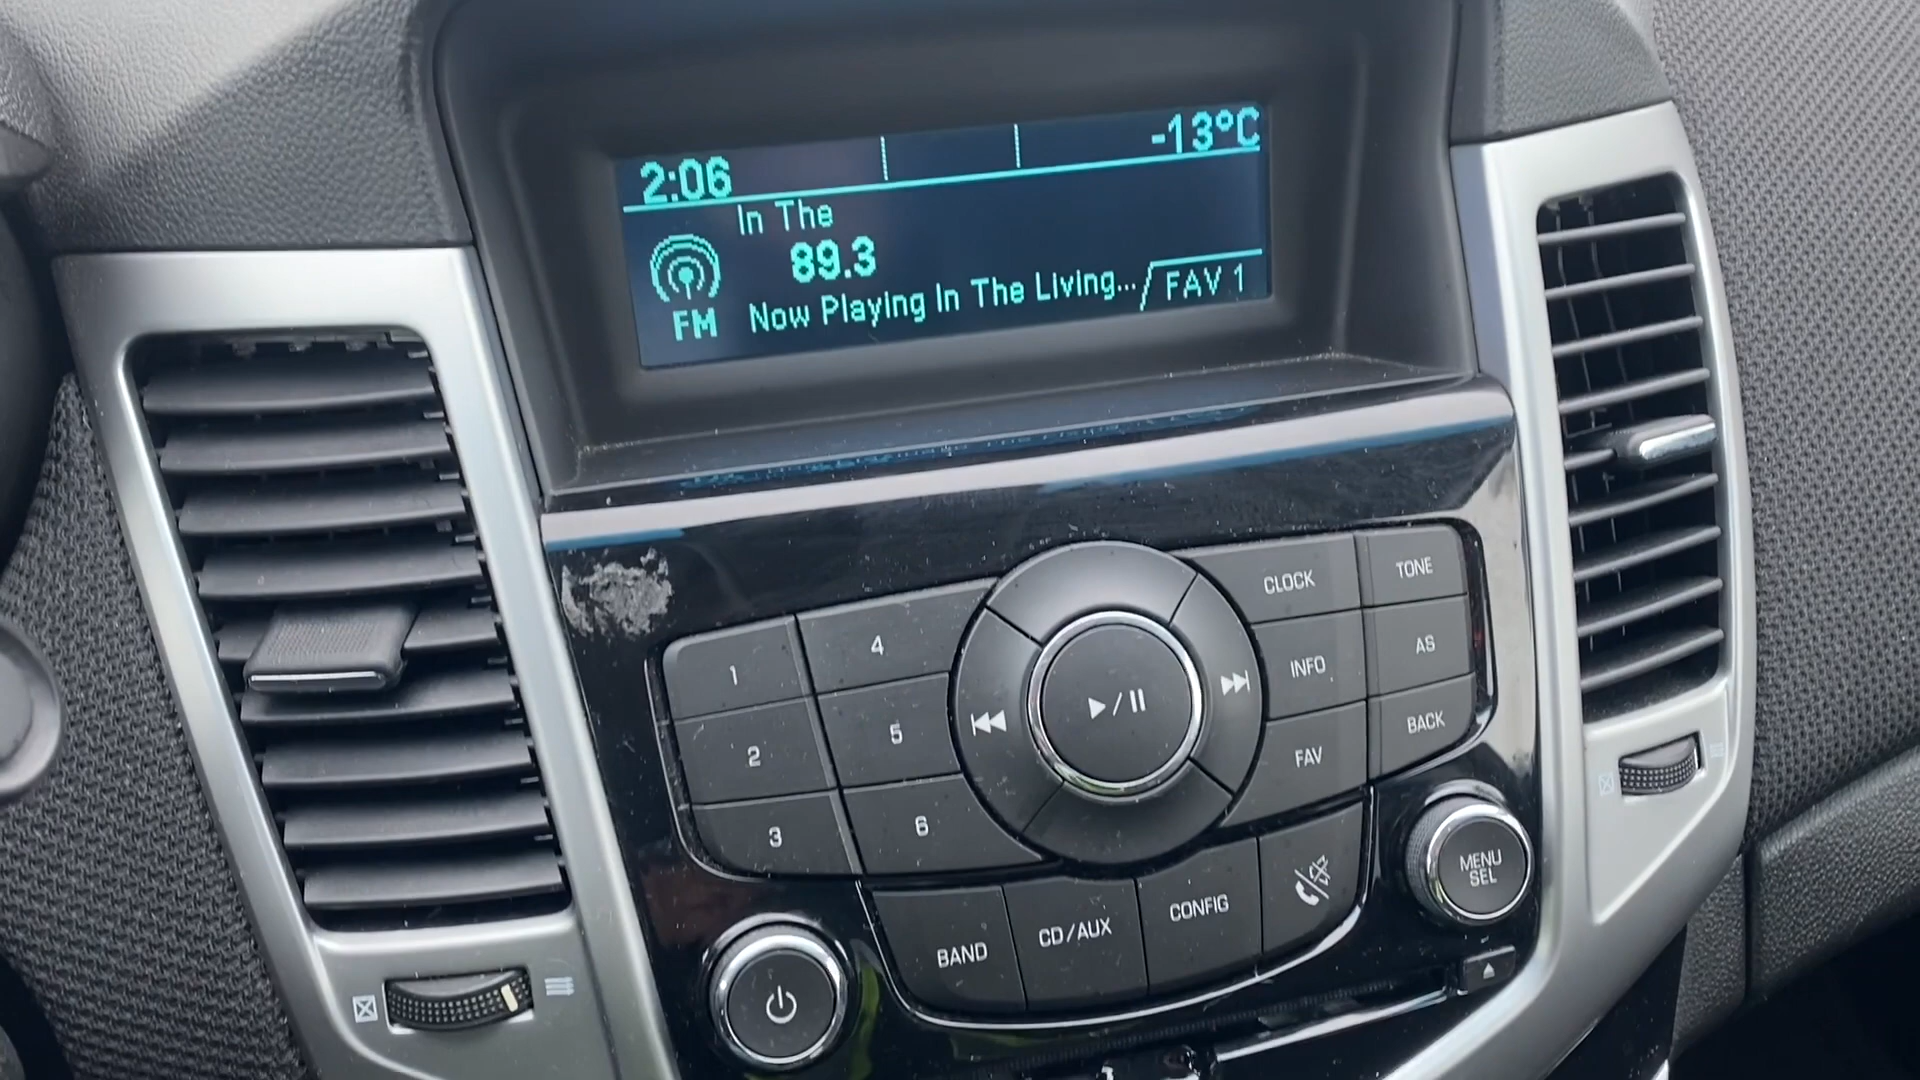 2:06
-13°C
In The
89.3
FM
Now Playing In The Living...
FAV 1
1
4
2
5
3
6
CLOCK
TONE
INFO
AS
FAV
BACK
BAND
CD/AUX
CONFIG
MENU
SEL